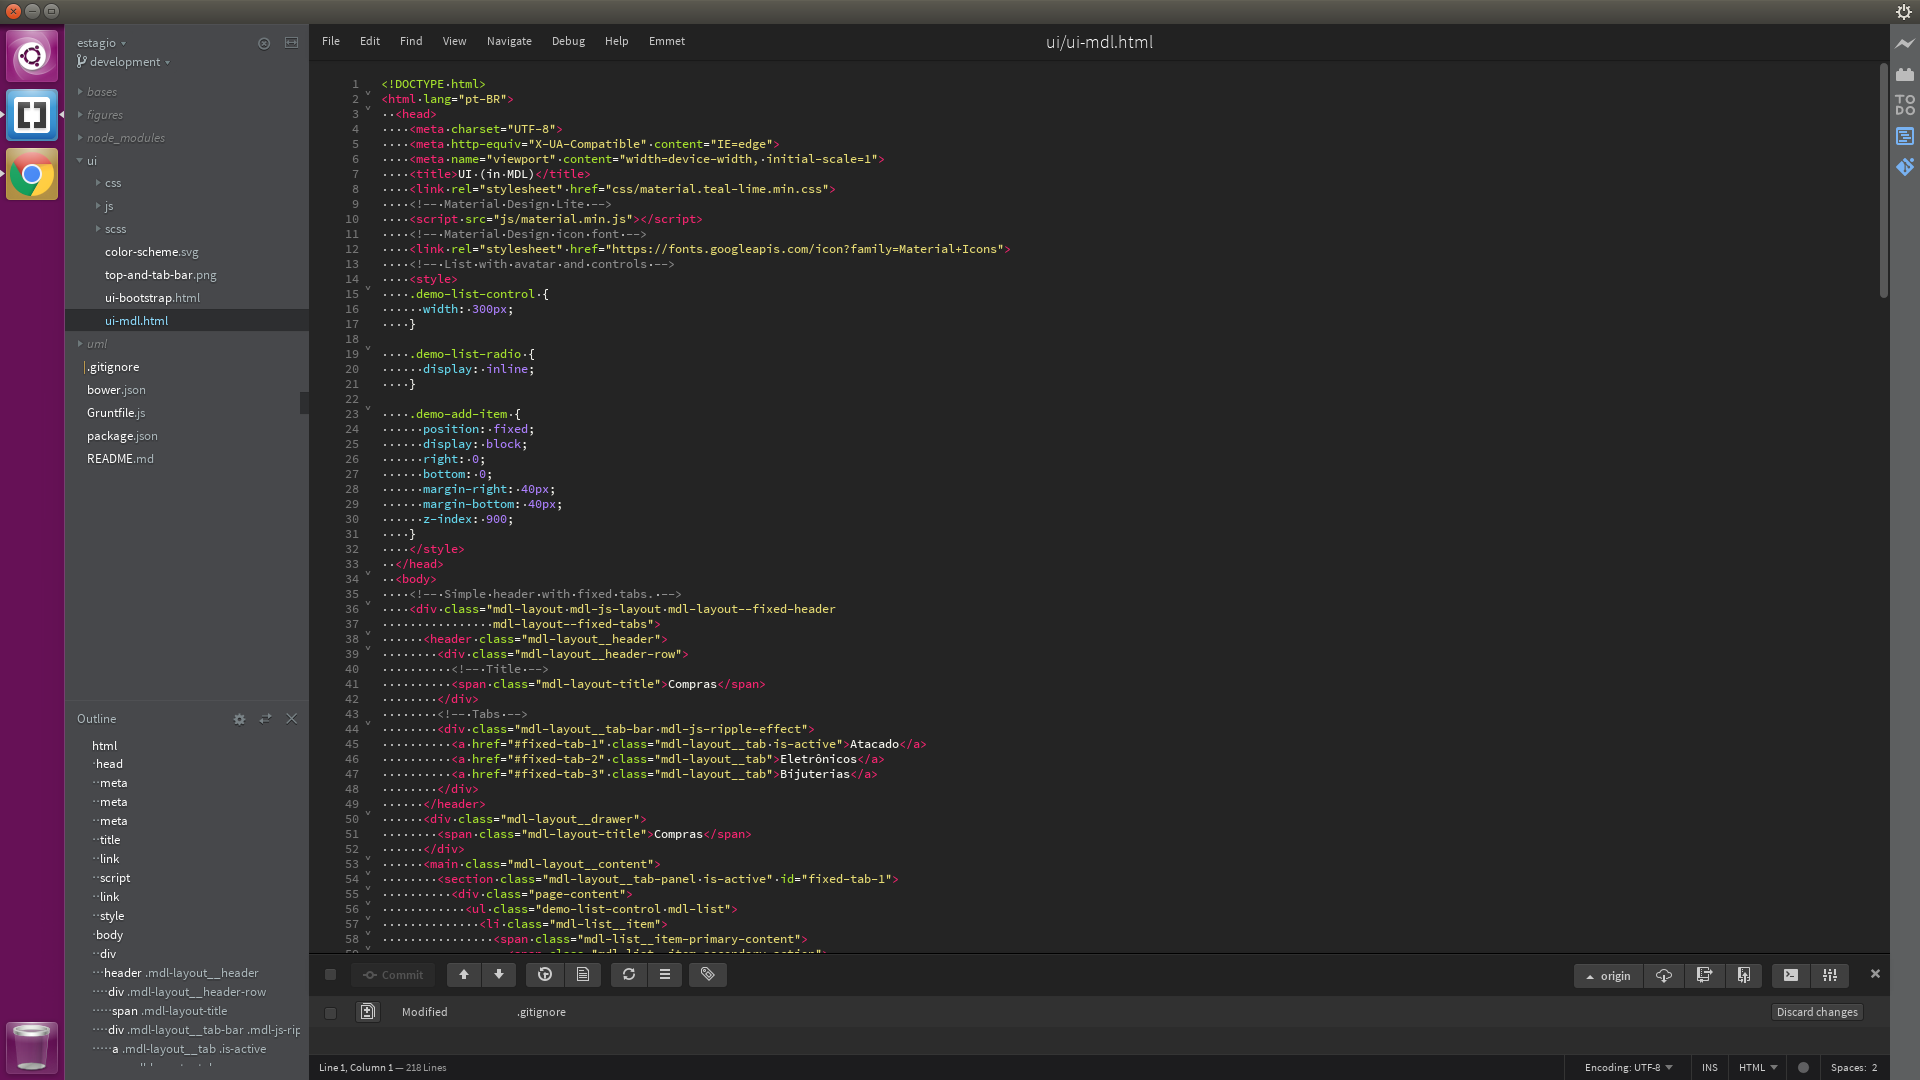 estagio
development
bases
figures
node_modules
ui
css
js
scss
color-scheme.svg
top-and-tab-bar.png
ui-bootstrap.html
ui-mdl.html
uml
.gitignore
bower.json
Gruntfile.js
package.json
README.md
Outline
html
·head
··meta
··meta
··meta
··title
··link
··script
··link
··style
·body
··div
···header .mdl-layout__header
····div .mdl-layout__header-row
·····span .mdl-layout-title
····div .mdl-layout__tab-bar .mdl-js-rip
·····a .mdl-layout__tab .is-active
File Edit Find View Navigate Debug Help Emmet
ui/ui-mdl.html
1 <!DOCTYPE·html>
2 <html·lang="pt-BR">
3 ··<head>
4 ····<meta·charset="UTF-8">
5 ····<meta·http-equiv="X-UA-Compatible"·content="IE=edge">
6 ····<meta·name="viewport"·content="width=device-width,·initial-scale=1">
7 ····<title>UI·(in·MDL)</title>
8 ····<link·rel="stylesheet"·href="css/material.teal-lime.min.css">
9 ····<!--·Material·Design·Lite·-->
10 ····<script·src="js/material.min.js"></script>
11 ····<!--·Material·Design·icon·font·-->
12 ····<link·rel="stylesheet"·href="https://fonts.googleapis.com/icon?family=Material+Icons">
13 ····<!--·List·with·avatar·and·controls·-->
14 ····<style>
15 ····.demo-list-control·{
16 ······width:·300px;
17 ····}
18
19 ····.demo-list-radio·{
20 ······display:·inline;
21 ····}
22
23 ····.demo-add-item·{
24 ······position:·fixed;
25 ······display:·block;
26 ······right:·0;
27 ······bottom:·0;
28 ······margin-right:·40px;
29 ······margin-bottom:·40px;
30 ······z-index:·900;
31 ····}
32 ····</style>
33 ··</head>
34 ··<body>
35 ····<!--·Simple·header·with·fixed·tabs.·-->
36 ····<div·class="mdl-layout·mdl-js-layout·mdl-layout--fixed-header
37 ················mdl-layout--fixed-tabs">
38 ······<header·class="mdl-layout__header">
39 ········<div·class="mdl-layout__header-row">
40 ··········<!--·Title·-->
41 ··········<span·class="mdl-layout-title">Compras</span>
42 ········</div>
43 ········<!--·Tabs·-->
44 ········<div·class="mdl-layout__tab-bar·mdl-js-ripple-effect">
45 ··········<a·href="#fixed-tab-1"·class="mdl-layout__tab·is-active">Atacado</a>
46 ··········<a·href="#fixed-tab-2"·class="mdl-layout__tab">Eletrônicos</a>
47 ··········<a·href="#fixed-tab-3"·class="mdl-layout__tab">Bijuterias</a>
48 ········</div>
49 ······</header>
50 ······<div·class="mdl-layout__drawer">
51 ········<span·class="mdl-layout-title">Compras</span>
52 ······</div>
53 ······<main·class="mdl-layout__content">
54 ········<section·class="mdl-layout__tab-panel·is-active"·id="fixed-tab-1">
55 ··········<div·class="page-content">
56 ············<ul·class="demo-list-control·mdl-list">
57 ··············<li·class="mdl-list__item">
58 ················<span·class="mdl-list__item-primary-content">
Commit
origin
Modified .gitignore Discard changes
Line 1, Column 1 — 218 Lines
Encoding: UTF-8 INS HTML Spaces: 2
TO
DO